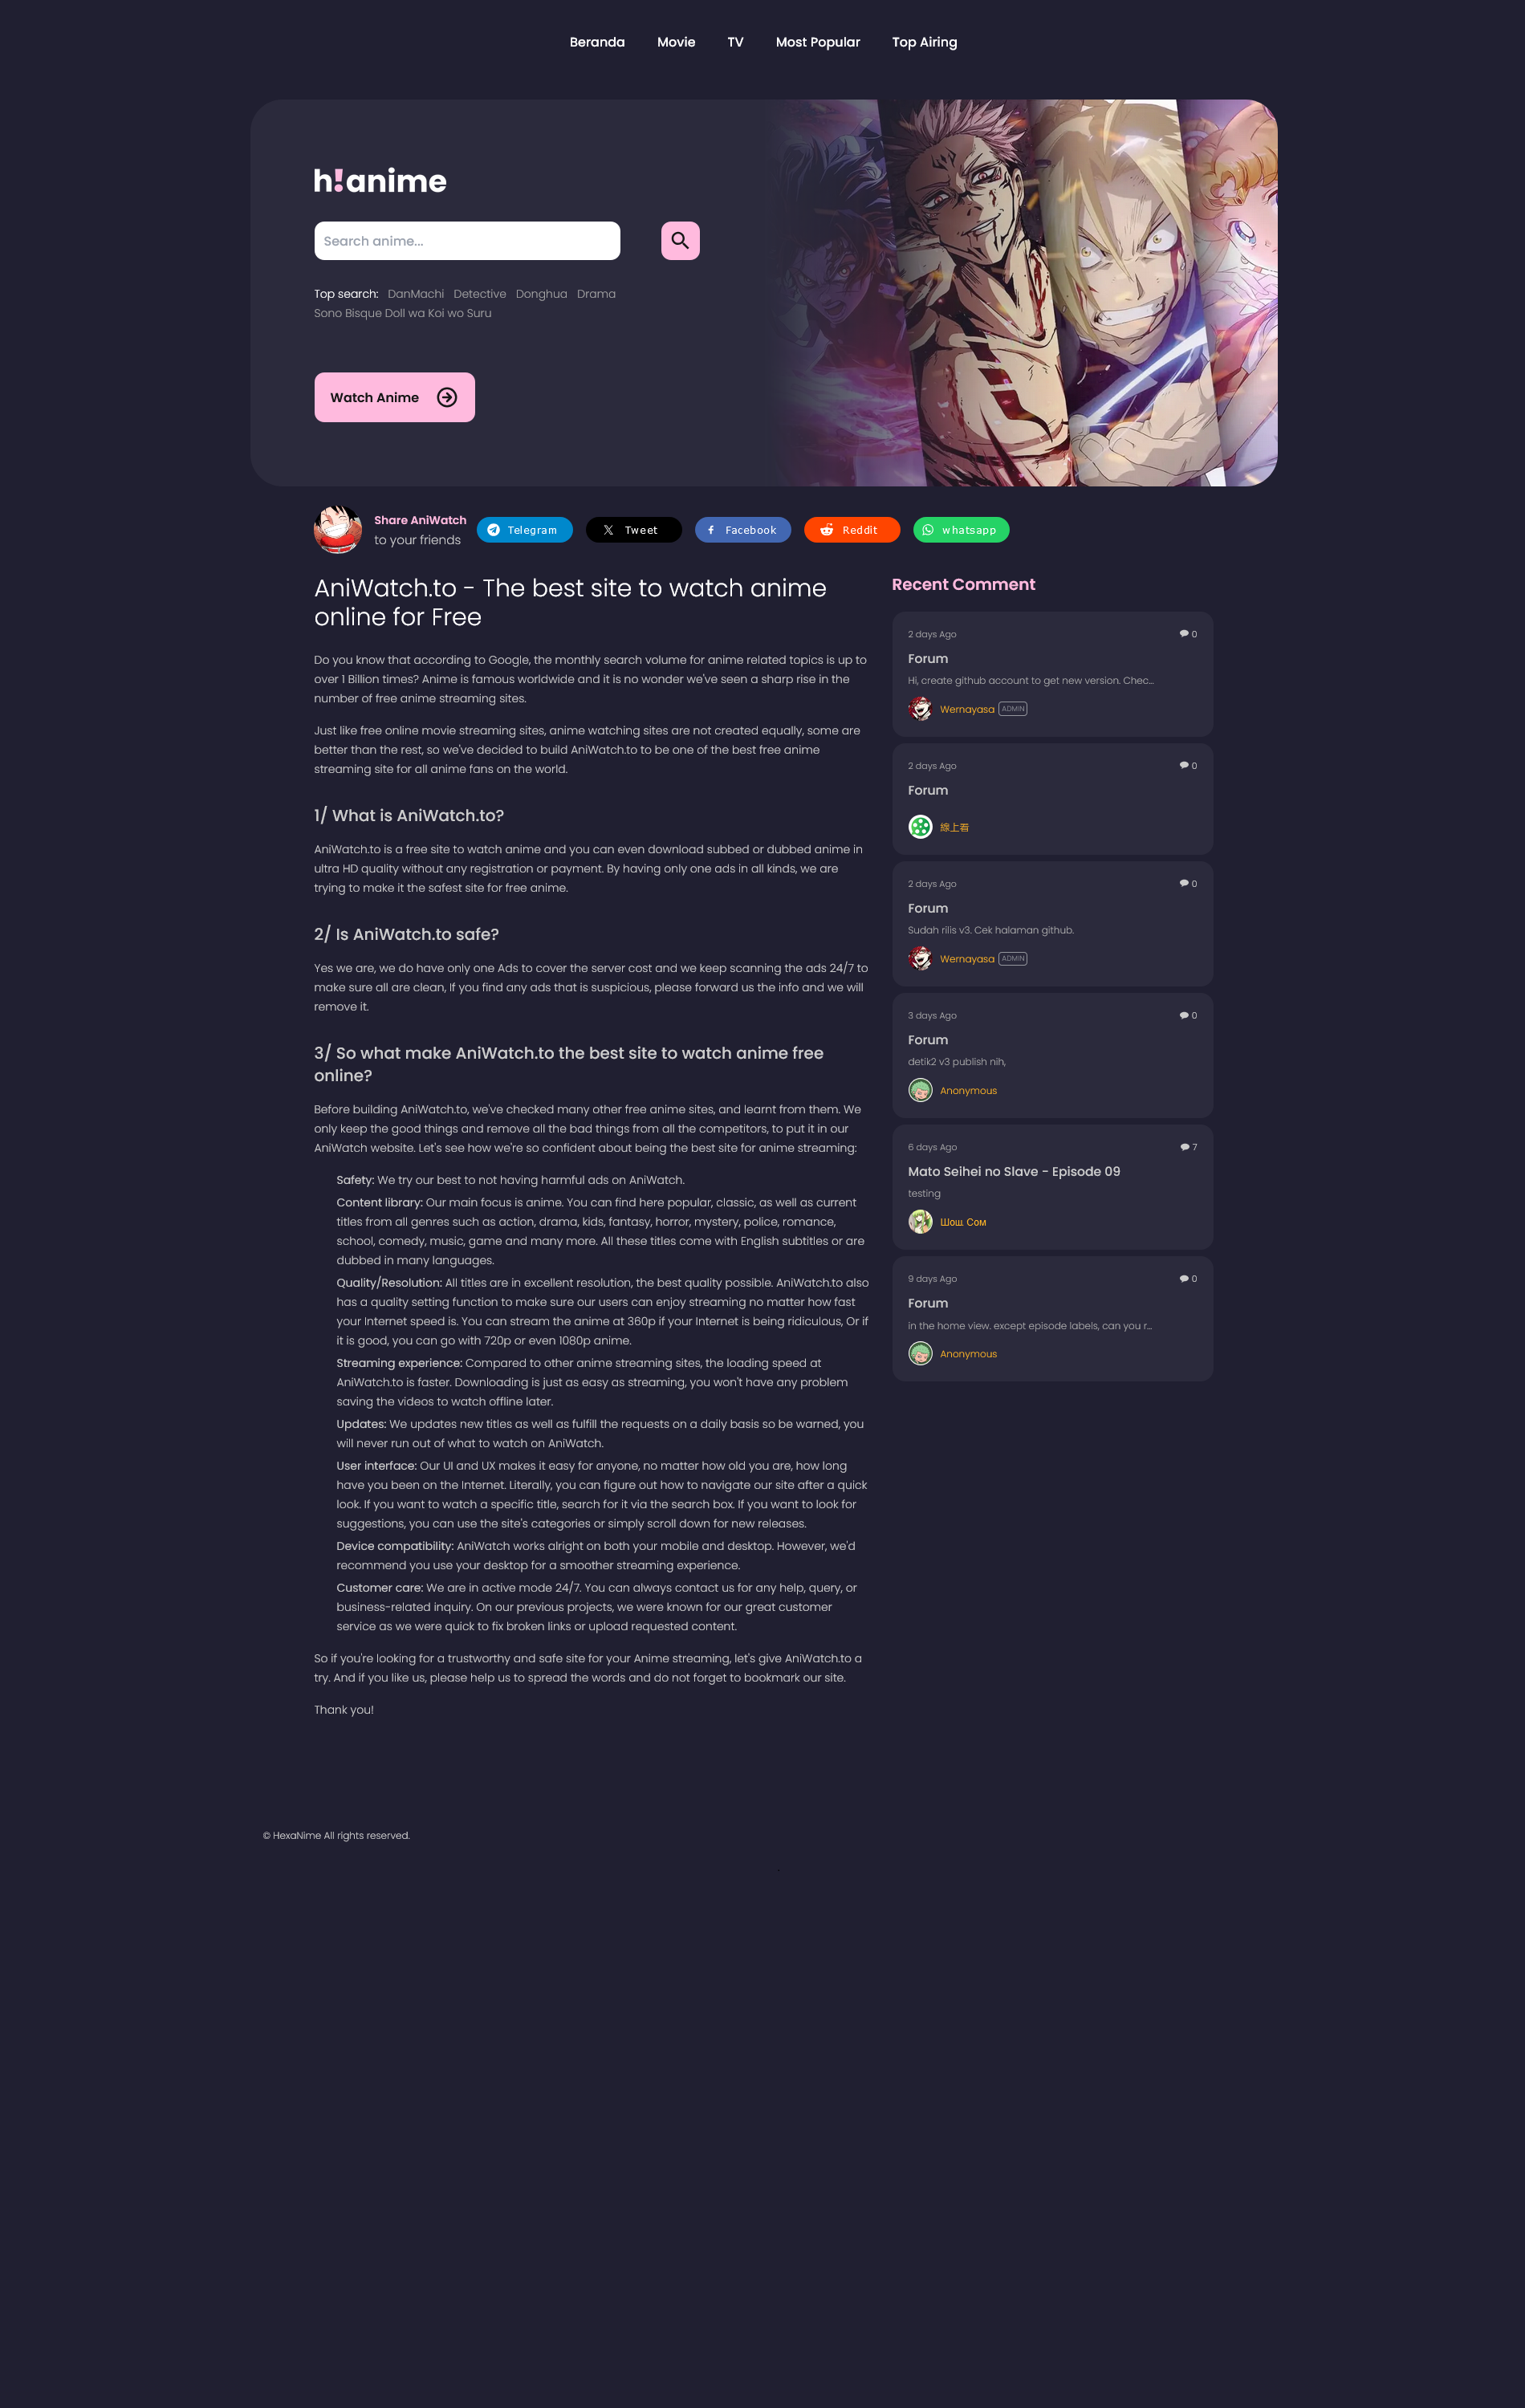 Beranda Movie TV Most Popular Top Airing
h!anime
Search anime...
Top search: DanMachi Detective Donghua Drama
Sono Bisque Doll wa Koi wo Suru
Watch Anime
Share AniWatch
to your friends
Telegram
Tweet
Facebook
Reddit
whatsapp
AniWatch.to - The best site to watch anime
online for Free
Do you know that according to Google, the monthly search volume for anime related topics is up to
over 1 Billion times? Anime is famous worldwide and it is no wonder we've seen a sharp rise in the
number of free anime streaming sites.
Just like free online movie streaming sites, anime watching sites are not created equally, some are
better than the rest, so we've decided to build AniWatch.to to be one of the best free anime
streaming site for all anime fans on the world.
1/ What is AniWatch.to?
AniWatch.to is a free site to watch anime and you can even download subbed or dubbed anime in
ultra HD quality without any registration or payment. By having only one ads in all kinds, we are
trying to make it the safest site for free anime.
2/ Is AniWatch.to safe?
Yes we are, we do have only one Ads to cover the server cost and we keep scanning the ads 24/7 to
make sure all are clean, If you find any ads that is suspicious, please forward us the info and we will
remove it.
3/ So what make AniWatch.to the best site to watch anime free
online?
Before building AniWatch.to, we've checked many other free anime sites, and learnt from them. We
only keep the good things and remove all the bad things from all the competitors, to put it in our
AniWatch website. Let's see how we're so confident about being the best site for anime streaming:
Safety: We try our best to not having harmful ads on AniWatch.
Content library: Our main focus is anime. You can find here popular, classic, as well as current
titles from all genres such as action, drama, kids, fantasy, horror, mystery, police, romance,
school, comedy, music, game and many more. All these titles come with English subtitles or are
dubbed in many languages.
Quality/Resolution: All titles are in excellent resolution, the best quality possible. AniWatch.to also
has a quality setting function to make sure our users can enjoy streaming no matter how fast
your Internet speed is. You can stream the anime at 360p if your Internet is being ridiculous, Or if
it is good, you can go with 720p or even 1080p anime.
Streaming experience: Compared to other anime streaming sites, the loading speed at
AniWatch.to is faster. Downloading is just as easy as streaming, you won't have any problem
saving the videos to watch offline later.
Updates: We updates new titles as well as fulfill the requests on a daily basis so be warned, you
will never run out of what to watch on AniWatch.
User interface: Our UI and UX makes it easy for anyone, no matter how old you are, how long
have you been on the Internet. Literally, you can figure out how to navigate our site after a quick
look. If you want to watch a specific title, search for it via the search box. If you want to look for
suggestions, you can use the site's categories or simply scroll down for new releases.
Device compatibility: AniWatch works alright on both your mobile and desktop. However, we'd
recommend you use your desktop for a smoother streaming experience.
Customer care: We are in active mode 24/7. You can always contact us for any help, query, or
business-related inquiry. On our previous projects, we were known for our great customer
service as we were quick to fix broken links or upload requested content.
So if you're looking for a trustworthy and safe site for your Anime streaming, let's give AniWatch.to a
try. And if you like us, please help us to spread the words and do not forget to bookmark our site.
Thank you!
Recent Comment
2 days Ago 0
Forum
Hi, create github account to get new version. Chec...
Wernayasa ADMIN
2 days Ago 0
Forum
線上看
2 days Ago 0
Forum
Sudah rilis v3. Cek halaman github.
Wernayasa ADMIN
3 days Ago 0
Forum
detik2 v3 publish nih,
Anonymous
6 days Ago 7
Mato Seihei no Slave - Episode 09
testing
Шош. Сом
9 days Ago 0
Forum
in the home view. except episode labels, can you r...
Anonymous
© HexaNime All rights reserved.